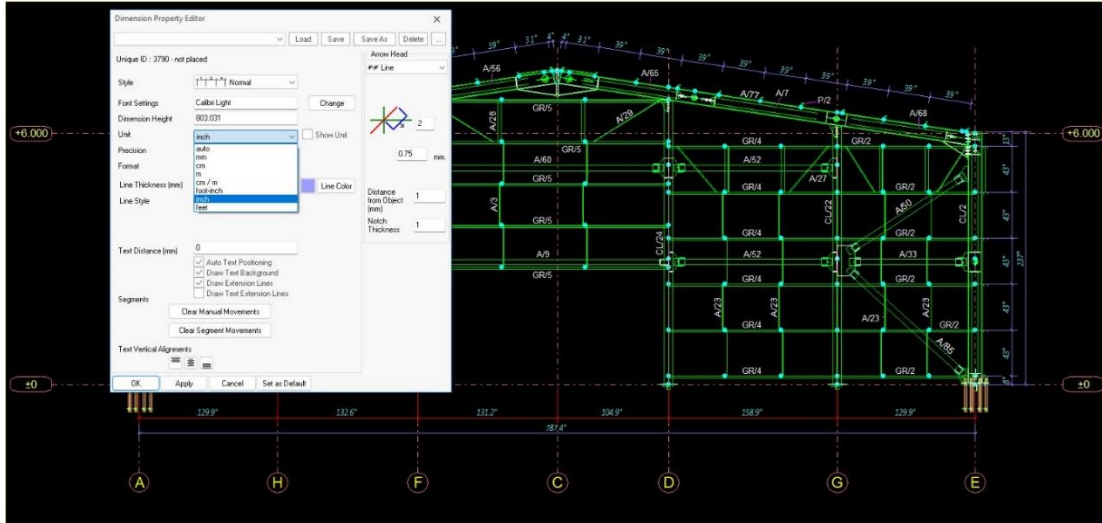 Dimension Property Editor
Load Save Save As Delete ...
Unique ID : 3790 - not placed
Arrow Head
Line
Style Normal
Font Settings Calibi Light Change
Dimension Height 803.031
2
Unit inch Show Unit
auto
Precision
mm
0.75 mm.
Format
cm
m
cm / m
Line Thickness (mm)
foot-inch
Line Color
inch
Line Style
feet
Distance from Object (mm) 1
Notch Thickness 1
Text Distance (mm) 0
Auto Text Positioning
Draw Text Background
Draw Extension Lines
Draw Text Extension Lines
Segments
Clear Manual Movements
Clear Segment Movements
Text Vertical Alignments
OK Apply Cancel Set as Default
39" 31" 4" 4" 31" 39" 39" 39" 39" 39" 39" 39" 39"
A/56 A/65 A/77 A/7 P/2 A/68
+6.000 +6.000
GR/5 A/28 A/29 GR/5 GR/4 GR/2 13"
A/60 A/52 A/27 43"
GR/5 GR/4 GR/2
A/3 CL/24 CL/22 A/50 CL/2 43"
GR/5 GR/4 GR/2
A/9 A/52 A/33 43" 237"
GR/5 GR/4 GR/2
A/23 A/23 A/23 A/23 43"
GR/4 GR/2
A/85 43"
GR/4 GR/2
±0 ±0
129.9" 132.6" 131.2" 104.9" 158.9" 129.9"
787.4"
A H F C D G E